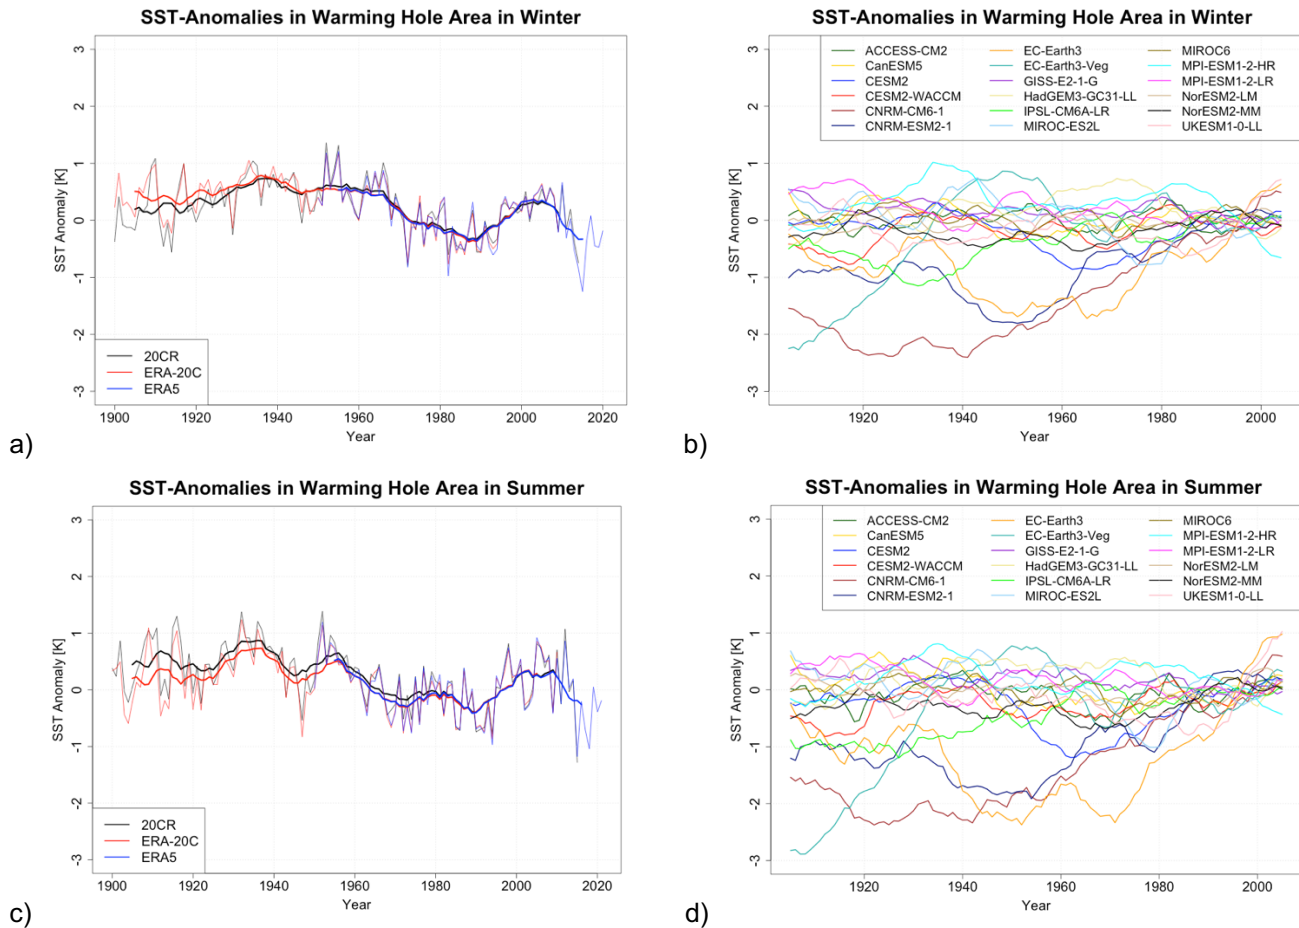 SST-Anomalies in Warming Hole Area in Winter
3
2
1
0
-1
-2
-3
SST Anomaly [K]
20CR
ERA-20C
ERA5
1900 1920 1940 1960 1980 2000 2020
Year
a)
SST-Anomalies in Warming Hole Area in Winter
ACCESS-CM2 EC-Earth3 MIROC6
CanESM5 EC-Earth3-Veg MPI-ESM1-2-HR
CESM2 GISS-E2-1-G MPI-ESM1-2-LR
CESM2-WACCM HadGEM3-GC31-LL NorESM2-LM
CNRM-CM6-1 IPSL-CM6A-LR NorESM2-MM
CNRM-ESM2-1 MIROC-ES2L UKESM1-0-LL
3
2
1
0
-1
-2
-3
SST Anomaly [K]
1920 1940 1960 1980 2000
Year
b)
SST-Anomalies in Warming Hole Area in Summer
3
2
1
0
-1
-2
-3
SST Anomaly [K]
20CR
ERA-20C
ERA5
1900 1920 1940 1960 1980 2000 2020
Year
c)
SST-Anomalies in Warming Hole Area in Summer
ACCESS-CM2 EC-Earth3 MIROC6
CanESM5 EC-Earth3-Veg MPI-ESM1-2-HR
CESM2 GISS-E2-1-G MPI-ESM1-2-LR
CESM2-WACCM HadGEM3-GC31-LL NorESM2-LM
CNRM-CM6-1 IPSL-CM6A-LR NorESM2-MM
CNRM-ESM2-1 MIROC-ES2L UKESM1-0-LL
3
2
1
0
-1
-2
-3
SST Anomaly [K]
1920 1940 1960 1980 2000
Year
d)